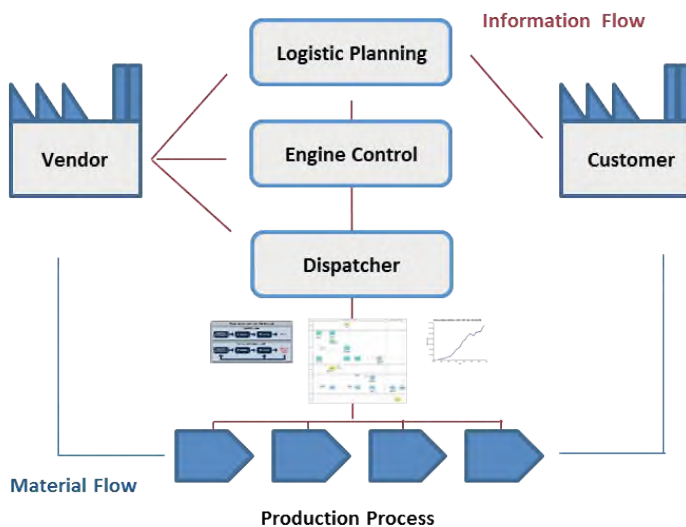 Information Flow
Logistic Planning
Vendor
Engine Control
Customer
Dispatcher
Material Flow
Production Process